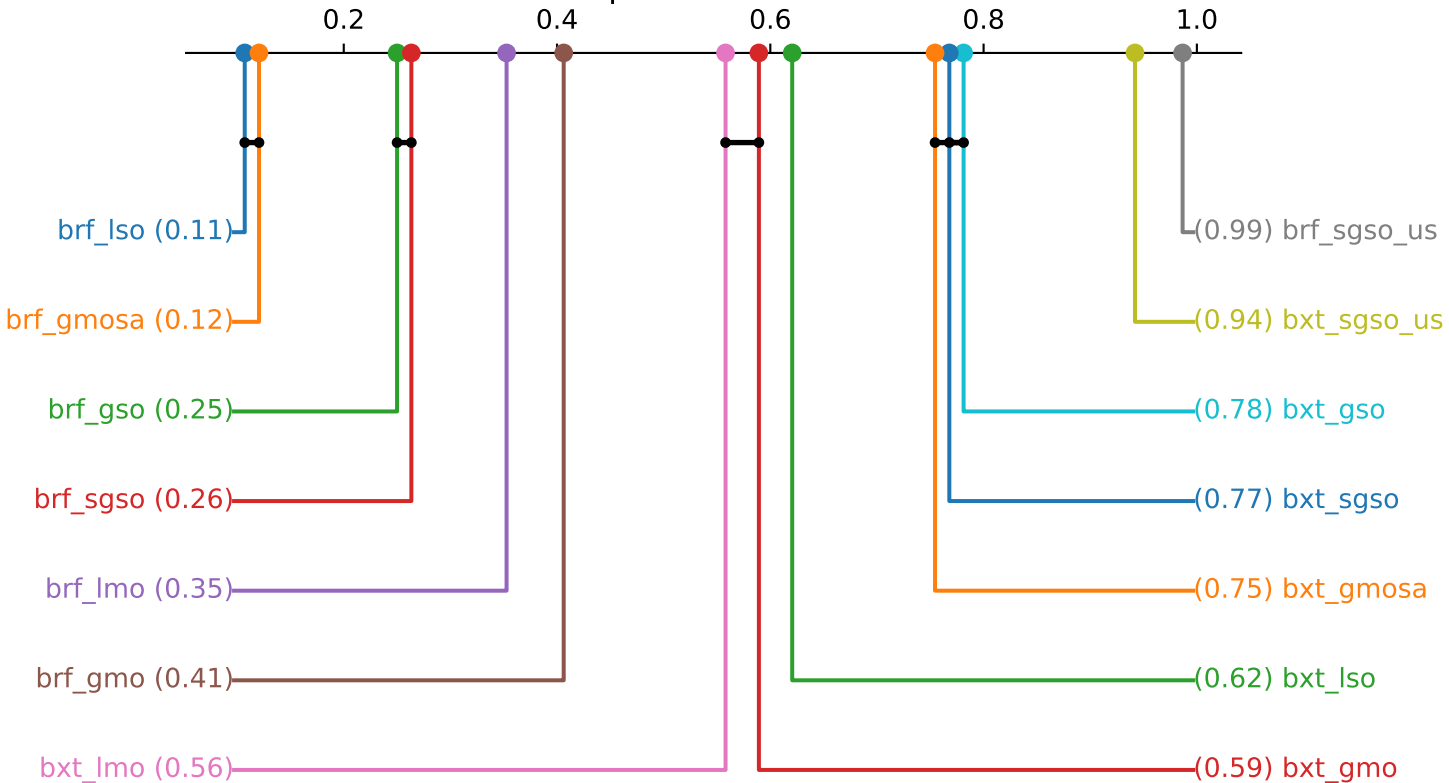 0.2 0.4 0.6 0.8 1.0
brf_lso (0.11) (0.99) brf_sgso_us
brf_gmosa (0.12) (0.94) bxt_sgso_us
brf_gso (0.25) (0.78) bxt_gso
brf_sgso (0.26) (0.77) bxt_sgso
brf_lmo (0.35) (0.75) bxt_gmosa
brf_gmo (0.41) (0.62) bxt_lso
bxt_lmo (0.56) (0.59) bxt_gmo